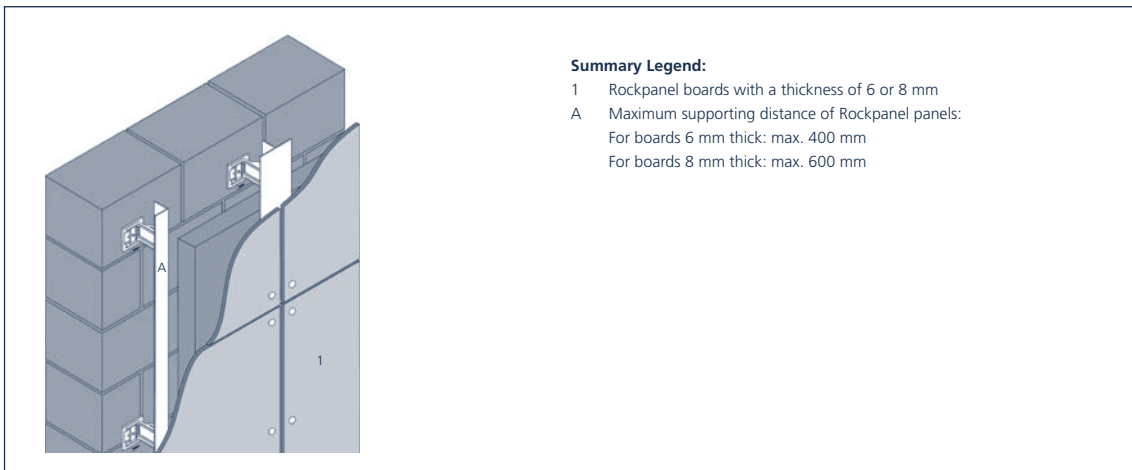 Summary Legend:
1 Rockpanel boards with a thickness of 6 or 8 mm
A Maximum supporting distance of Rockpanel panels:
For boards 6 mm thick: max. 400 mm
For boards 8 mm thick: max. 600 mm
A
1